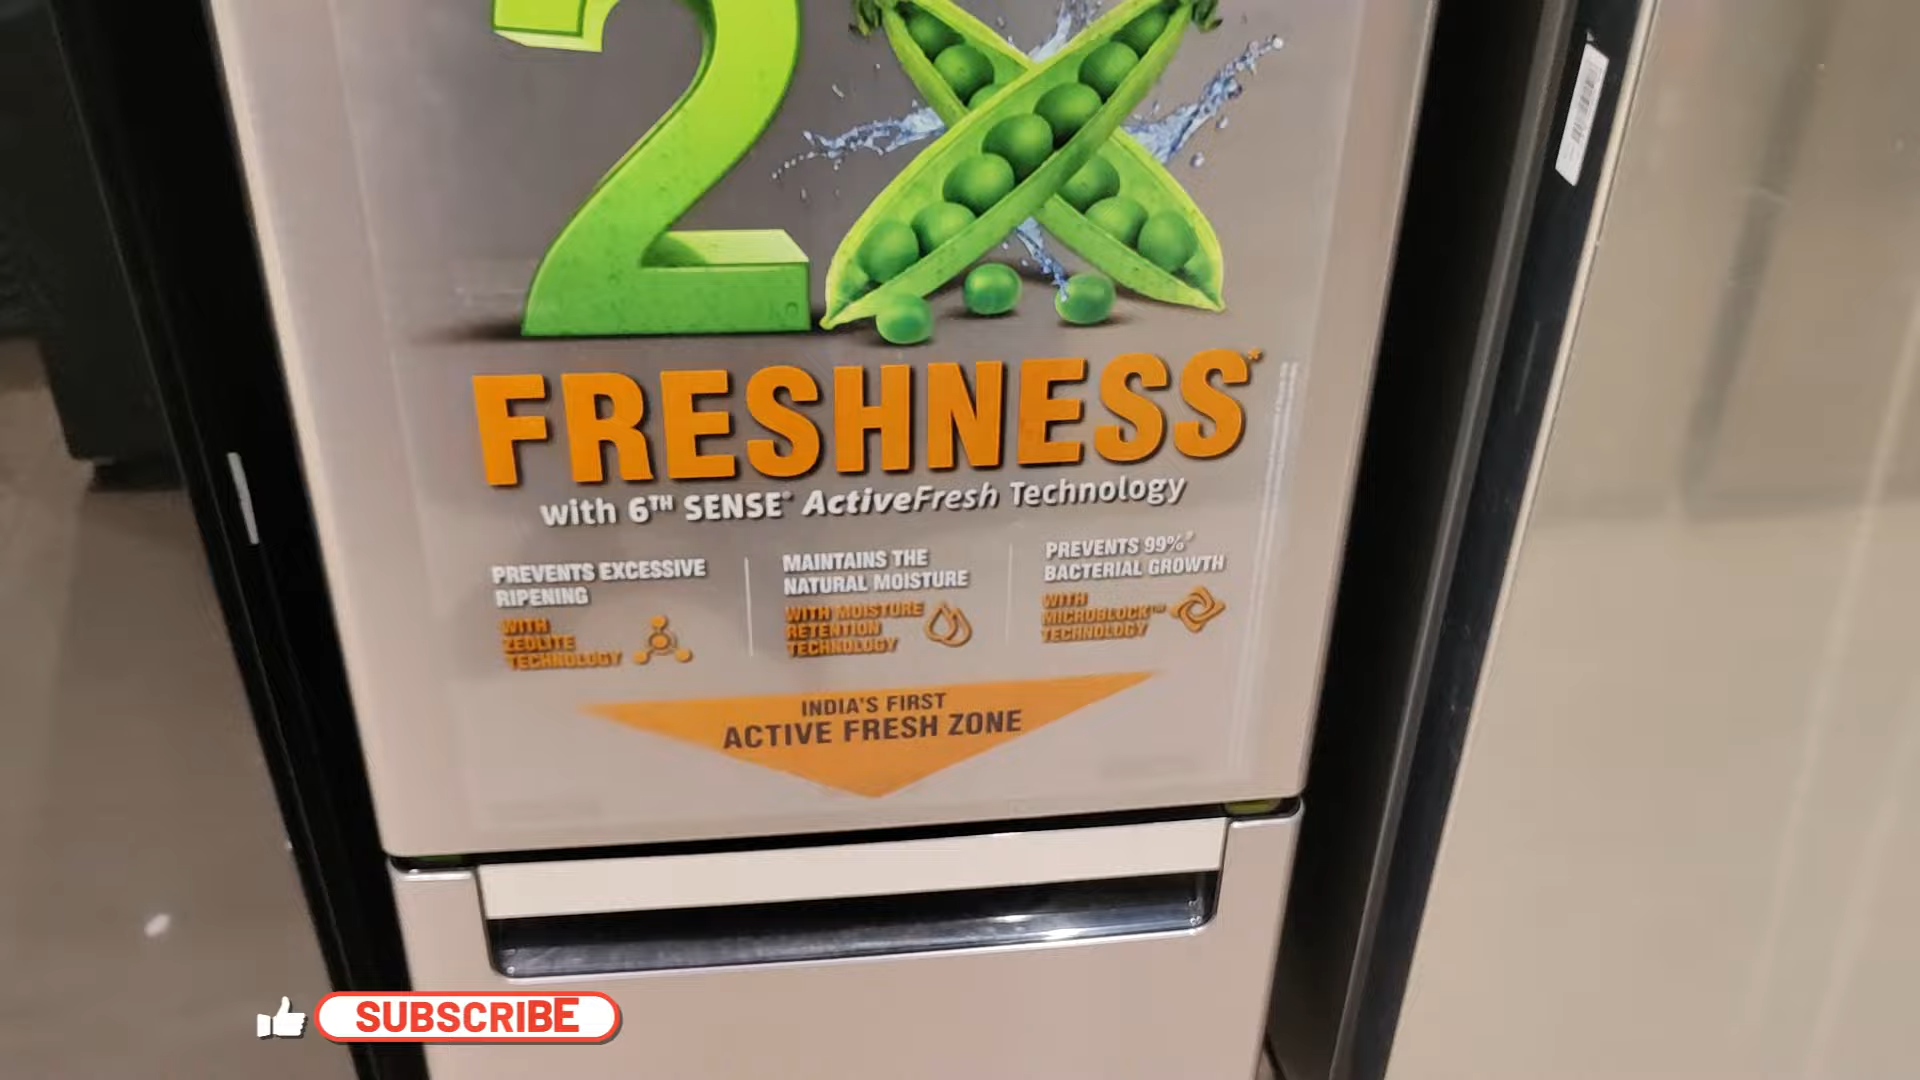 2X
FRESHNESS*
with 6TH SENSE® ActiveFresh Technology
PREVENTS EXCESSIVE
RIPENING
WITH
ZEOLITE
TECHNOLOGY
MAINTAINS THE
NATURAL MOISTURE
WITH MOISTURE
RETENTION
TECHNOLOGY
PREVENTS 99%#
BACTERIAL GROWTH
WITH
MICROBLOCK™
TECHNOLOGY
INDIA'S FIRST
ACTIVE FRESH ZONE
SUBSCRIBE